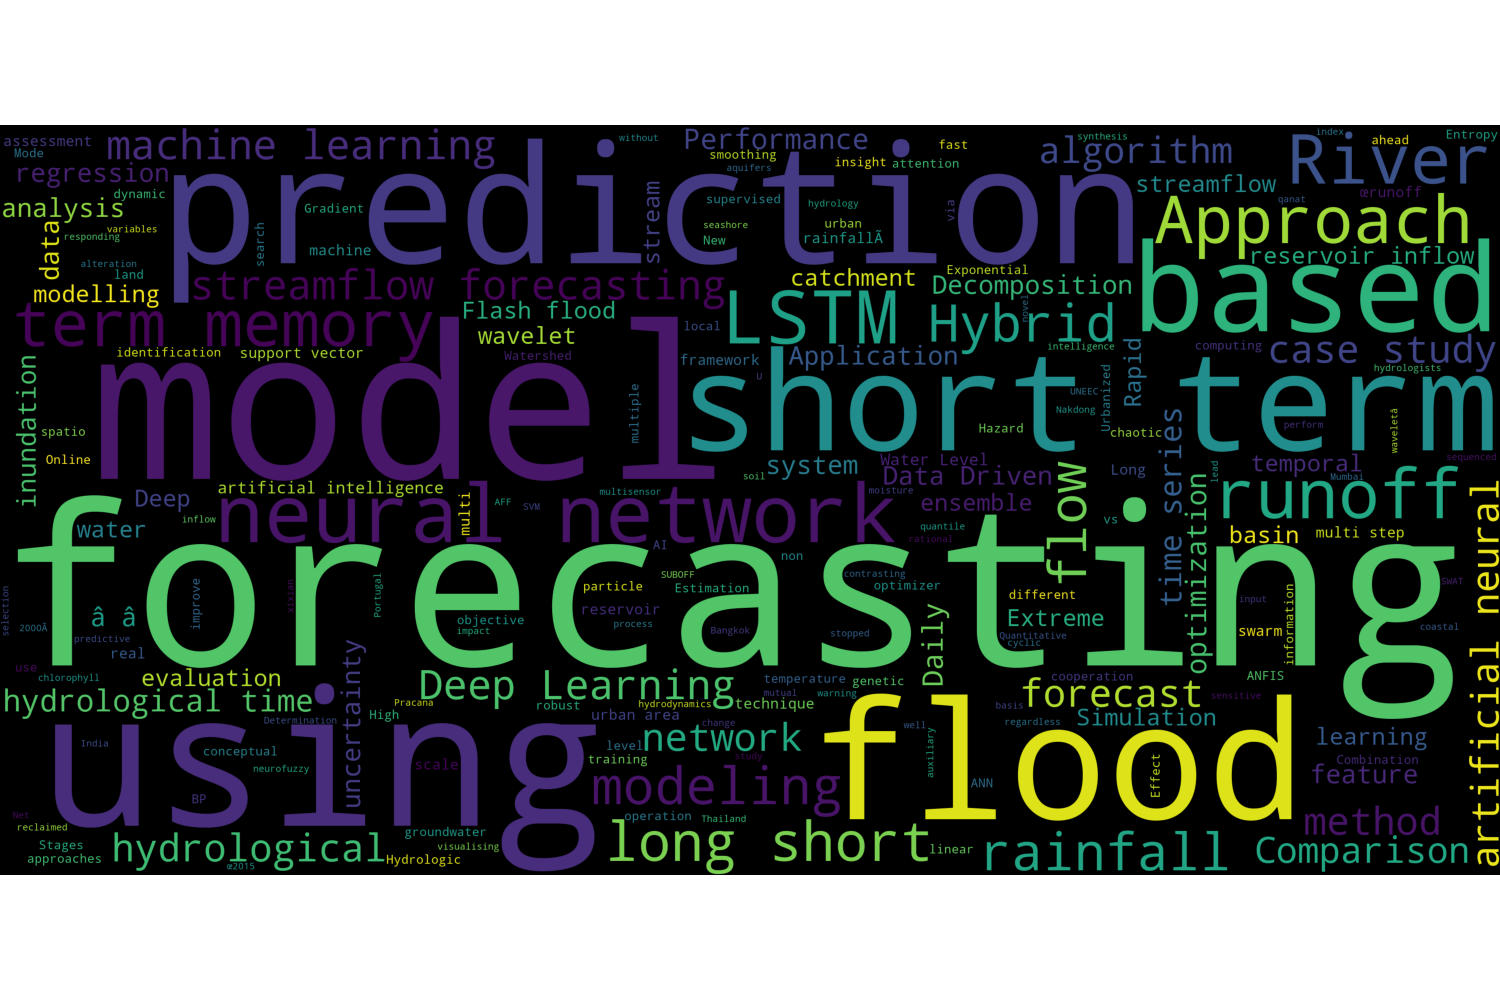 assessment
Mode
machine learning
regression
dynamic
analysis
variables
responding
data
alteration
land
modelling
prediction
Gradient
search
machine
without
stream
Performance
smoothing
aquifers
insight
attention
fast
supervised
hydrology
seashore
New
urban
rainfallÃ
via
algorithm
synthesis
streamflow
River
index
ahead
Entropy
œrunoff
qanat
Approach
reservoir inflow
based
streamflow forecasting
term memory
Flash flood
wavelet
catchment
Exponential
Decomposition
novel
LSTM
Hybrid
local
identification
support vector
Watershed
framework
Application
U
intelligence
Rapid
computing
case study
hydrologists
model
short term
multiple
UNEEC
Urbanized
Nakdong
Hazard
chaotic
perform
waveletâ
inundation
spatio
Online
system
Water Level
Data Driven
Long
time series
temporal
sequenced
lead
Mumbai
soil
moisture
ensemble
flow
runoff
Deep
artificial intelligence
multi
AFF
SVM
multisensor
water
inflow
neural network
quantile
rational
vs
optimization
basin
multi step
artificial neural
forecasting
AI
non
SUBOFF
particle
Estimation
contrasting
optimizer
different
SWAT
selection
2000Ã
â â
improve
xixian
Portugal
objective
impact
reservoir
process
Bangkok
stopped
Extreme
Quantitative
cyclic
input
swarm
information
coastal
predictive
real
use
chlorophyll
evaluation
Daily
uncertainty
Deep Learning
temperature
genetic
cooperation
ANFIS
hydrological time
Pracana
robust
hydrodynamics
mutual
warning
technique
forecast
basis
sensitive
using
Determination
High
urban area
change
regardless
Simulation
India
conceptual
neurofuzzy
level
training
network
study
flood
well
auxiliary
learning
Combination
feature
scale
BP
modeling
ANN
Effect
Net
reclaimed
Stages
approaches
hydrological
œ2015
groundwater
visualising
Hydrologic
operation
Thailand
long short
linear
rainfall
method
Comparison